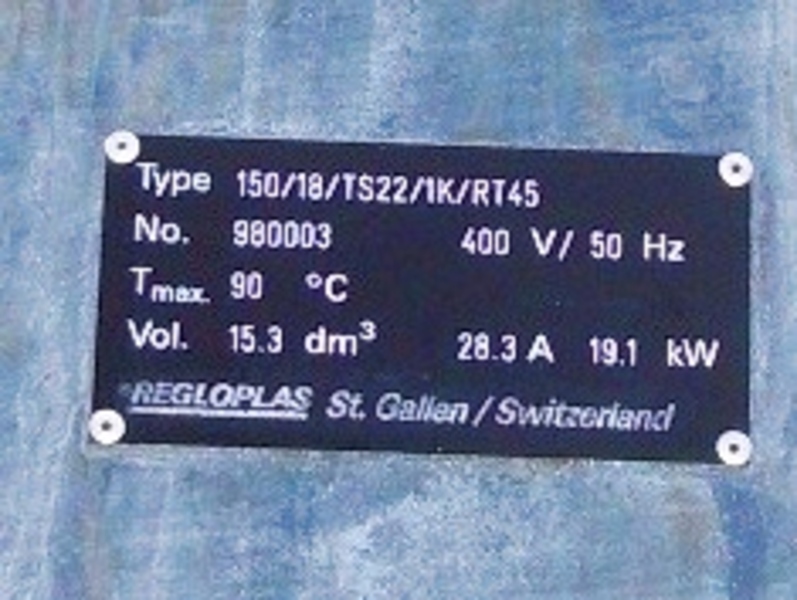 Type 150/18/TS22/1K/RT45
No. 980003 400 V/ 50 Hz
Tmax. 90 °C
Vol. 15.3 dm³ 28.3 A 19.1 kW
REGLOPLAS St. Gallen / Switzerland